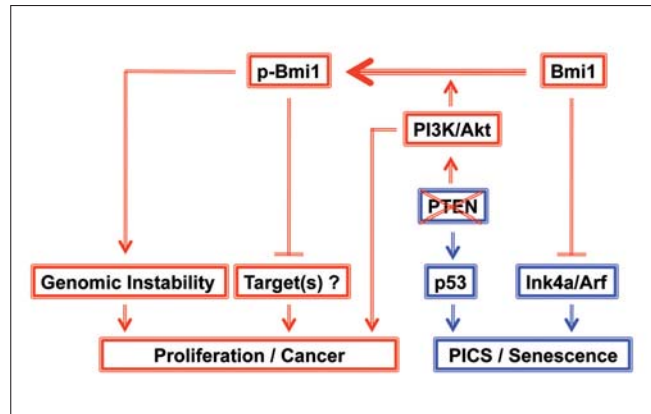 p-Bmi1
Bmi1
PI3K/Akt
PTEN
Genomic Instability
Target(s) ?
p53
Ink4a/Arf
Proliferation / Cancer
PICS / Senescence